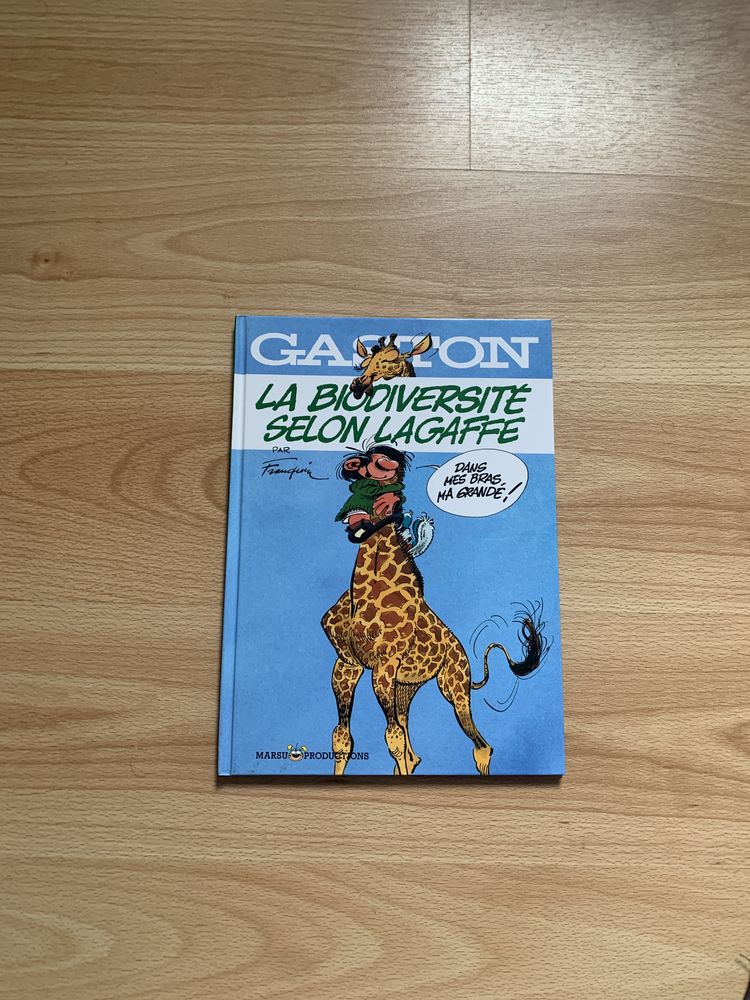 GASTON
LA BIODIVERSITÉ
SELON LAGAFFE
PAR
Franquin
DANS
MES BRAS,
MA GRANDE!
MARSU PRODUCTIONS